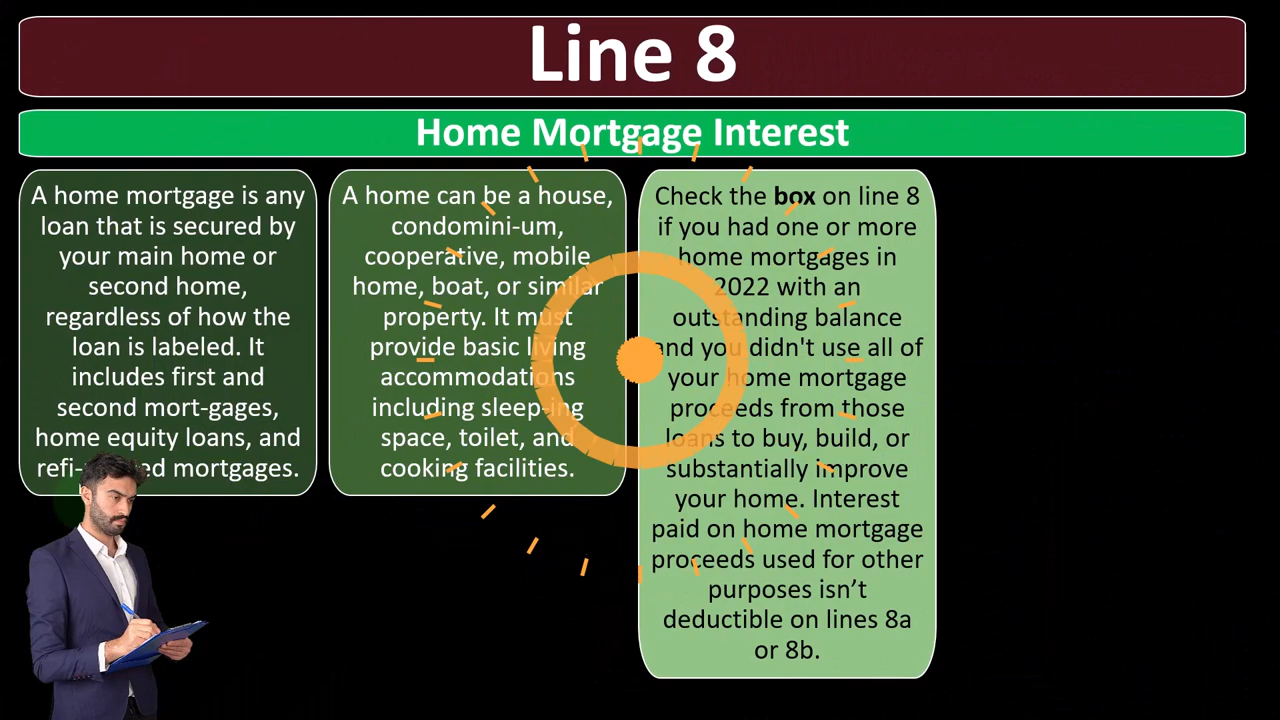 Line 8
Home Mortgage Interest
A home mortgage is any
loan that is secured by
your main home or
second home,
regardless of how the
loan is labeled. It
includes first and
second mort-gages,
home equity loans, and
refi- ed mortgages.
A home can be a house,
condomini-um,
cooperative, mobile
home, boat, or similar
property. It must
provide basic living
accommodations
including sleep-ing
space, toilet, and
cooking facilities.
Check the box on line 8
if you had one or more
home mortgages in
2022 with an
outstanding balance
and you didn't use all of
your home mortgage
proceeds from those
loans to buy, build, or
substantially improve
your home. Interest
paid on home mortgage
proceeds used for other
purposes isn’t
deductible on lines 8a
or 8b.